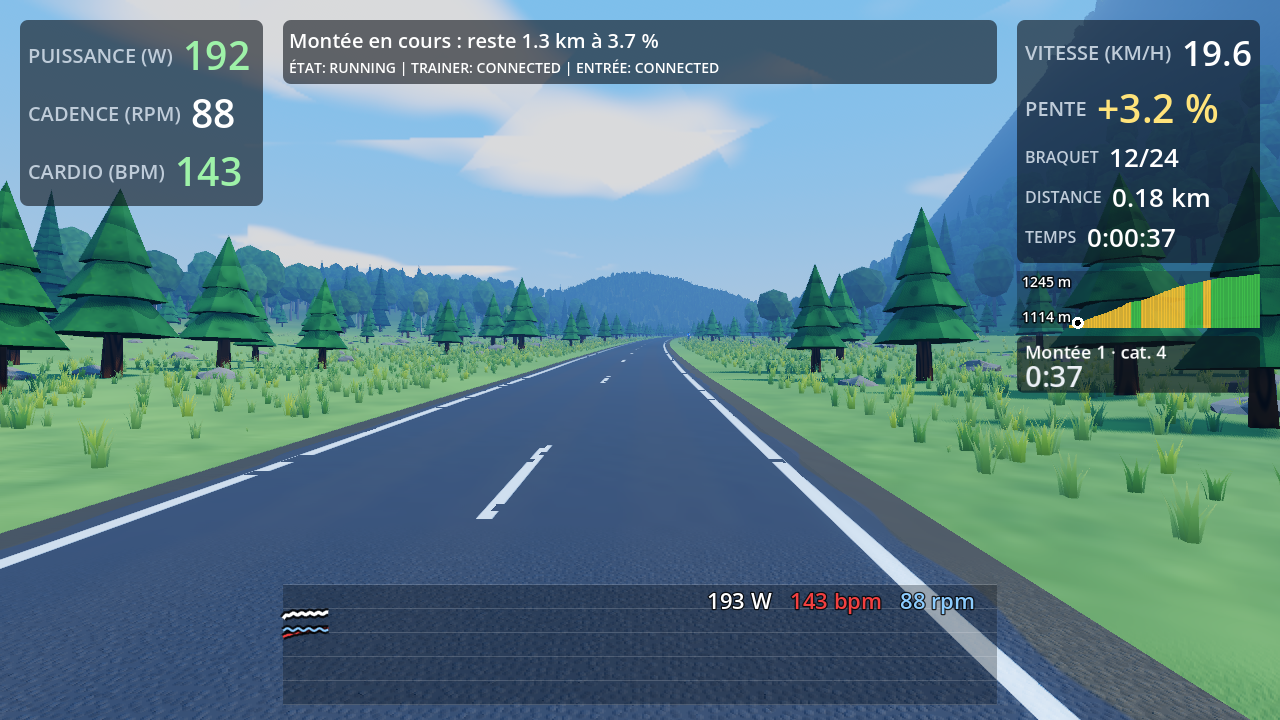 PUISSANCE (W) 192
CADENCE (RPM) 88
CARDIO (BPM) 143
Montée en cours : reste 1.3 km à 3.7 %
ÉTAT: RUNNING | TRAINER: CONNECTED | ENTRÉE: CONNECTED
VITESSE (KM/H) 19.6
PENTE +3.2 %
BRAQUET 12/24
DISTANCE 0.18 km
TEMPS 0:00:37
1245 m
1114 m
Montée 1 · cat. 4
0:37
193 W 143 bpm 88 rpm